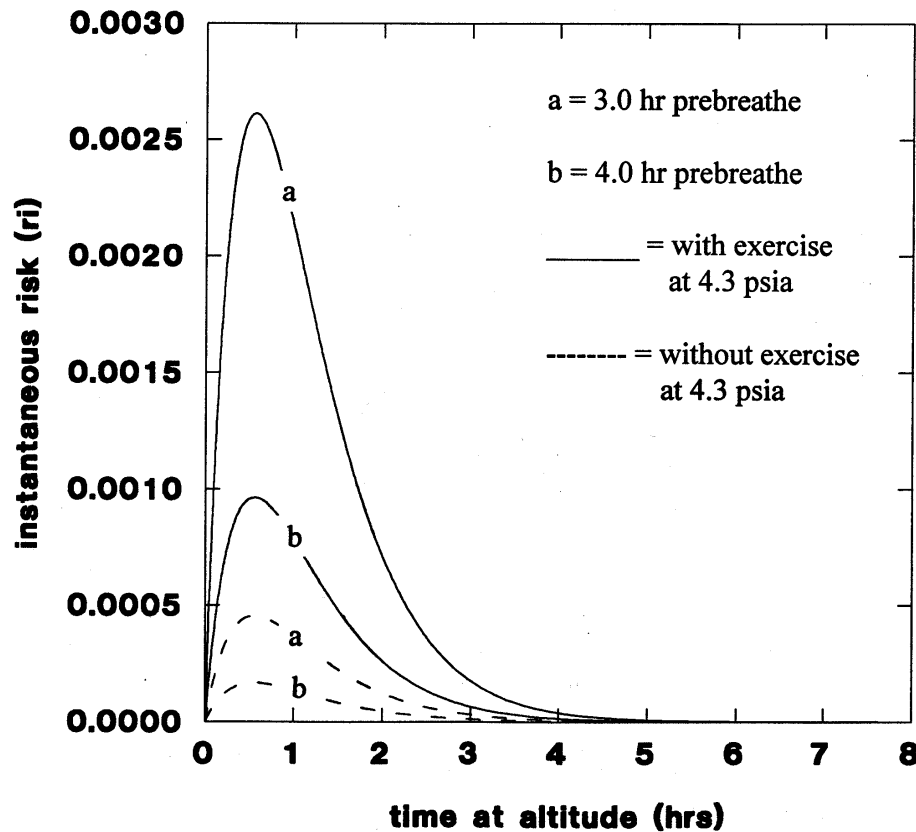 0.0030
0.0025
0.0020
0.0015
0.0010
0.0005
0.0000
instantaneous risk (ri)
a = 3.0 hr prebreathe
b = 4.0 hr prebreathe
= with exercise
at 4.3 psia
= without exercise
at 4.3 psia
a
b
a
b
0 1 2 3 4 5 6 7 8
time at altitude (hrs)